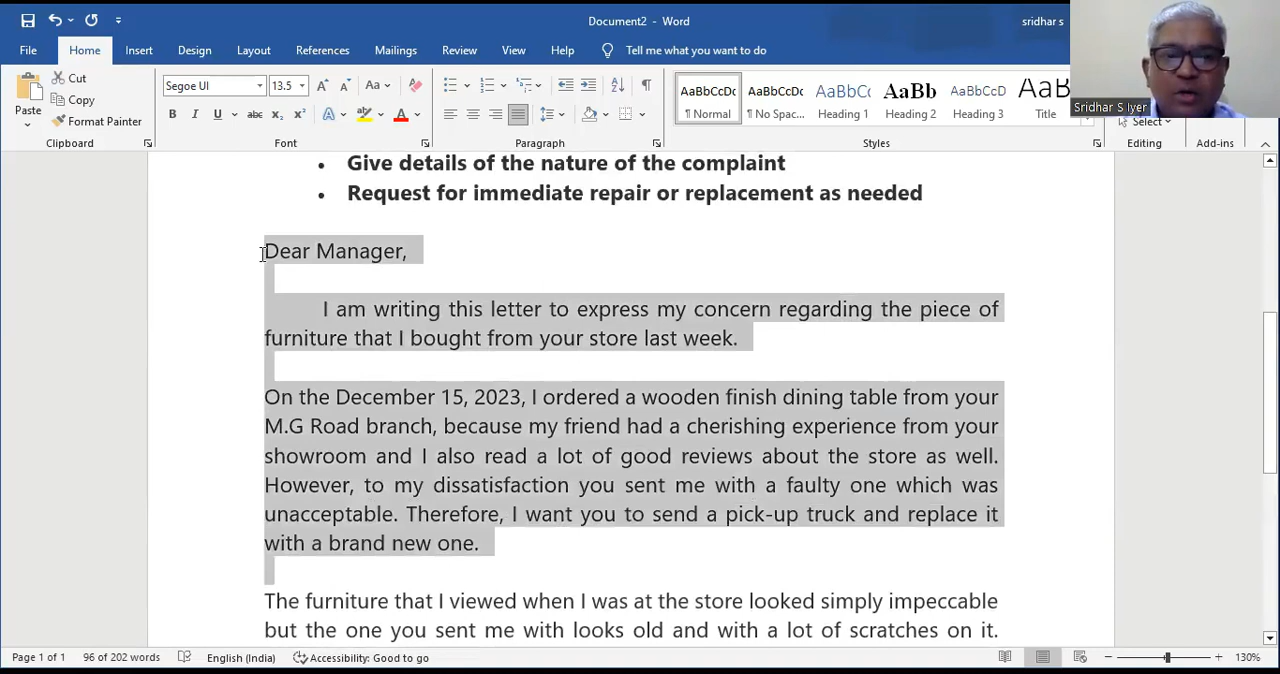 Document2 - Word
sridhar s
File Home Insert Design Layout References Mailings Review View Help Tell me what you want to do
Paste
Cut
Copy
Format Painter
Clipboard
Segoe UI 13.5
Font
Paragraph
AaBbCcDc AaBbCcDc AaBbCc AaBb AaBbCcD AaB
¶ Normal ¶ No Spac... Heading 1 Heading 2 Heading 3 Title
Styles
Select
Editing
Add-ins
Sridhar S Iyer
• Give details of the nature of the complaint
• Request for immediate repair or replacement as needed
Dear Manager,
I am writing this letter to express my concern regarding the piece of
furniture that I bought from your store last week.
On the December 15, 2023, I ordered a wooden finish dining table from your
M.G Road branch, because my friend had a cherishing experience from your
showroom and I also read a lot of good reviews about the store as well.
However, to my dissatisfaction you sent me with a faulty one which was
unacceptable. Therefore, I want you to send a pick-up truck and replace it
with a brand new one.
The furniture that I viewed when I was at the store looked simply impeccable
but the one you sent me with looks old and with a lot of scratches on it.
Page 1 of 1 96 of 202 words English (India) Accessibility: Good to go 130%